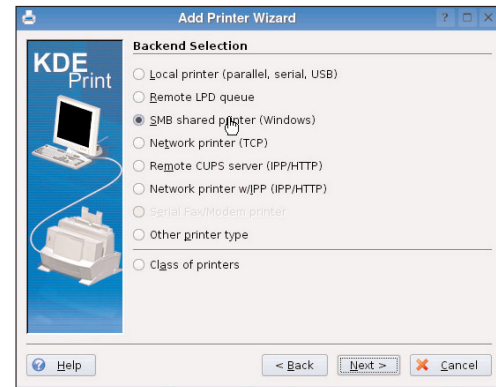 Add Printer Wizard
Backend Selection
KDE
Print
Local printer (parallel, serial, USB)
Remote LPD queue
SMB shared printer (Windows)
Network printer (TCP)
Remote CUPS server (IPP/HTTP)
Network printer w/IPP (IPP/HTTP)
Serial Fax/Modem printer
Other printer type
Class of printers
Help
< Back
Next >
Cancel